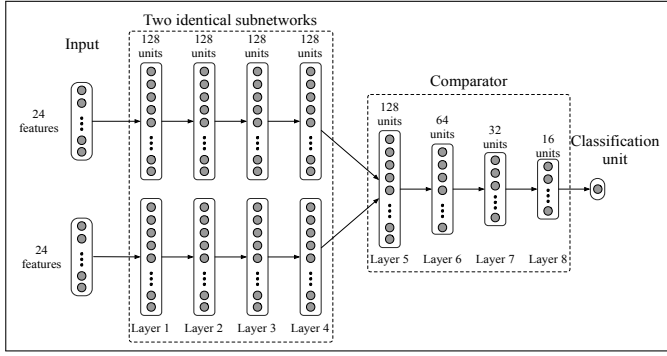 Two identical subnetworks
Input
128
units
128
units
128
units
128
units
24
features
Comparator
128
units
64
units
32
units
16
units
Classification
unit
24
features
Layer 1
Layer 2
Layer 3
Layer 4
Layer 5
Layer 6
Layer 7
Layer 8